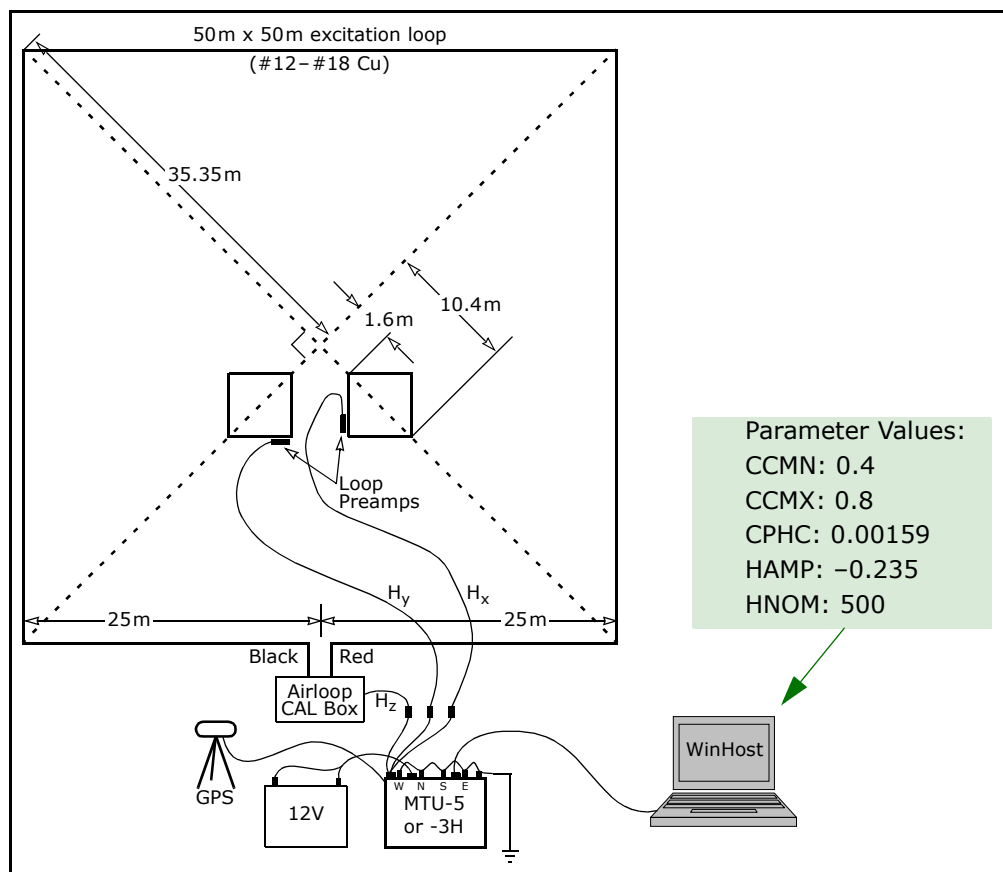 50m x 50m excitation loop
(#12–#18 Cu)
35.35m
10.4m
1.6m
Loop
Preamps
Parameter Values:
CCMN: 0.4
CCMX: 0.8
CPHC: 0.00159
HAMP: –0.235
HNOM: 500
Hy
Hx
25m
25m
Black
Red
Airloop
CAL Box
Hz
WinHost
GPS
12V
W N S E
MTU-5
or -3H